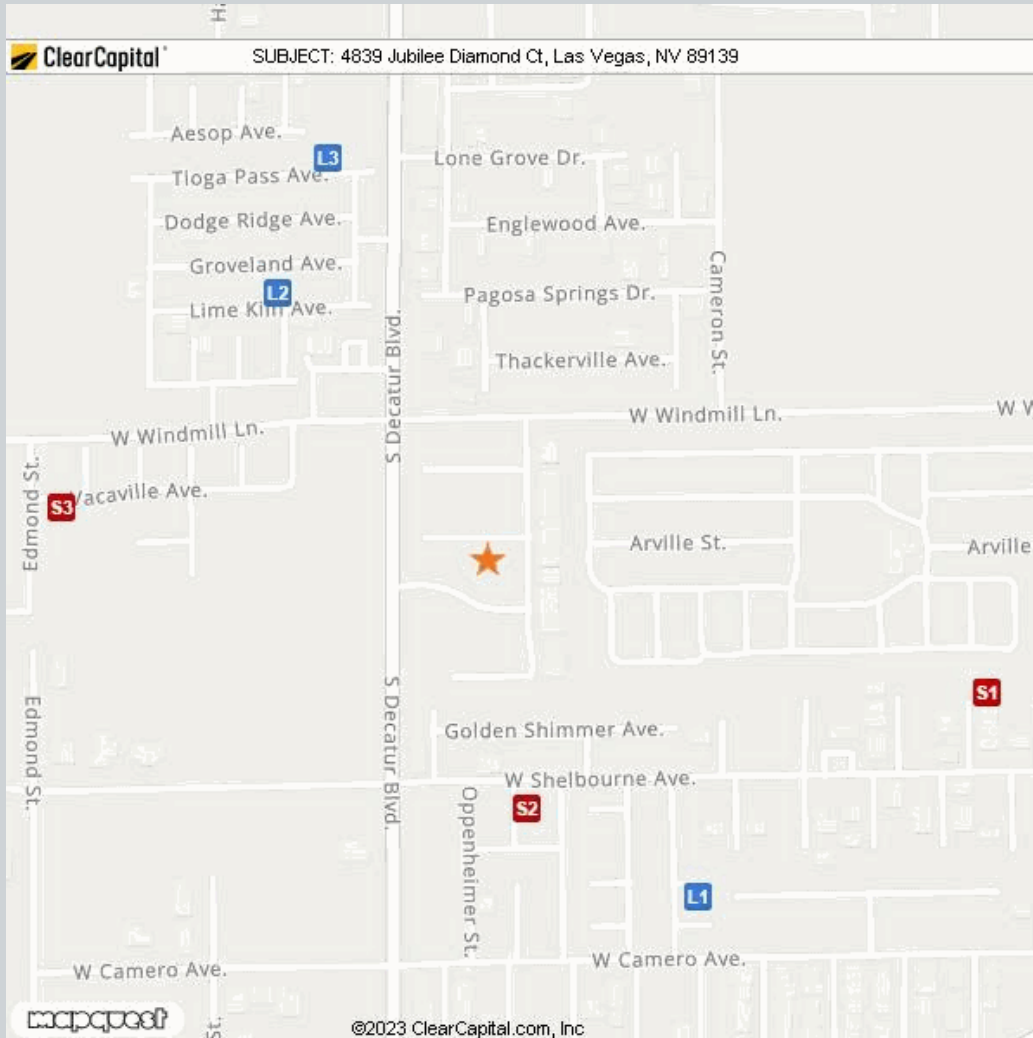 ClearCapital
SUBJECT: 4839 Jubilee Diamond Ct, Las Vegas, NV 89139
Aesop Ave.
L3
Tioga Pass Ave.
Lone Grove Dr.
Dodge Ridge Ave.
Englewood Ave.
Groveland Ave.
L2
Lime Kiln Ave.
Pagosa Springs Dr.
Cameron St.
S Decatur Blvd.
Thackerville Ave.
W Windmill Ln.
W Windmill Ln.
W W
Edmond St.
S3
Vacaville Ave.
Arville St.
Arville
S1
Edmond St.
S Decatur Blvd.
Golden Shimmer Ave.
W Shelbourne Ave.
S2
Oppenheimer St.
L1
W Camero Ave.
W Camero Ave.
mapquest
St.
©2023 ClearCapital.com, Inc